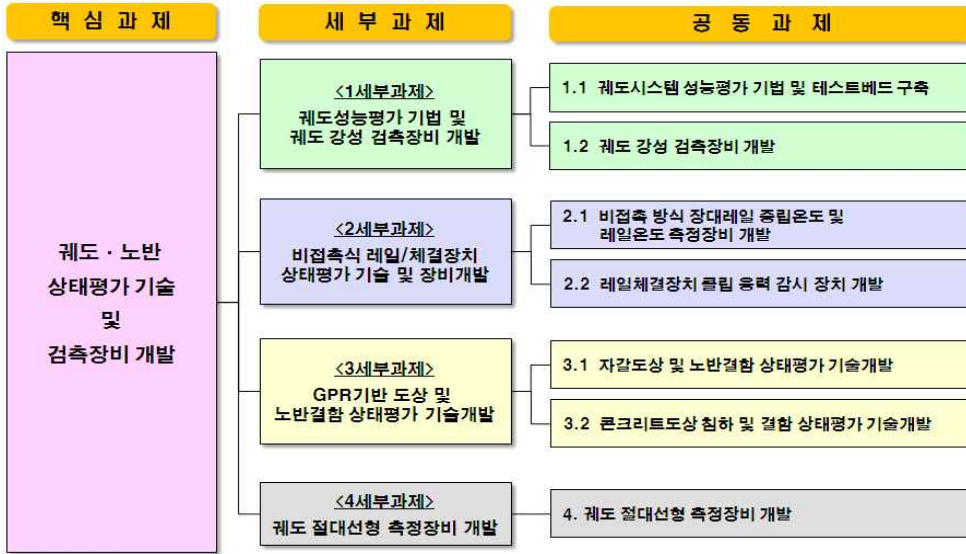 핵 심 과 제
세 부 과 제
공 동 과 제
궤도 · 노반
상태평가 기술
및
검측장비 개발
<1세부과제>
궤도성능평가 기법 및
궤도 강성 검측장비 개발
1.1 궤도시스템 성능평가 기법 및 테스트베드 구축
1.2 궤도 강성 검측장비 개발
<2세부과제>
비접촉식 레일/체결장치
상태평가 기술 및 장비개발
2.1 비접촉 방식 장대레일 중립온도 및
레일온도 측정장비 개발
2.2 레일체결장치 클립 응력 감시 장치 개발
<3세부과제>
GPR기반 도상 및
노반결함 상태평가 기술개발
3.1 자갈도상 및 노반결함 상태평가 기술개발
3.2 콘크리트도상 침하 및 결함 상태평가 기술개발
<4세부과제>
궤도 절대선형 측정장비 개발
4. 궤도 절대선형 측정장비 개발